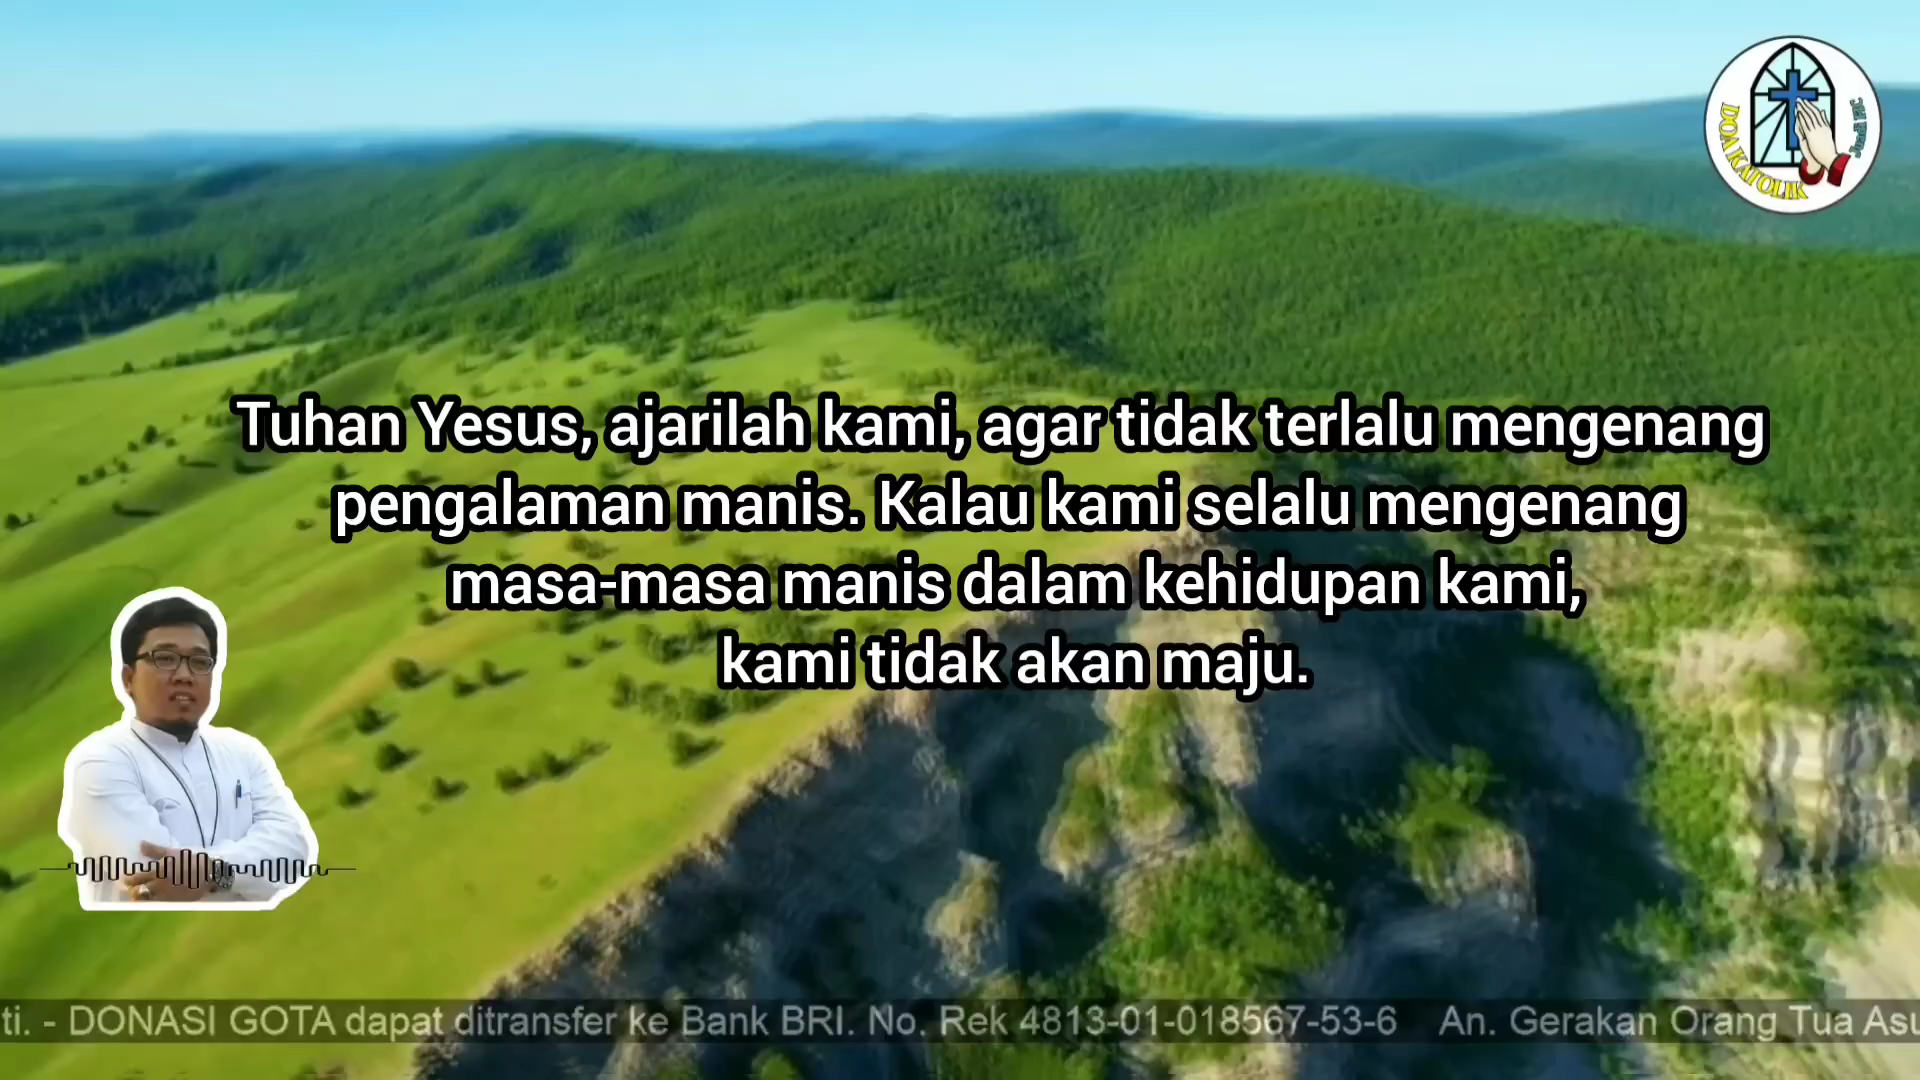 DOA KATOLIK
Tuhan Yesus, ajarilah kami, agar tidak terlalu mengenang
pengalaman manis. Kalau kami selalu mengenang
masa-masa manis dalam kehidupan kami,
kami tidak akan maju.
ti. - DONASI GOTA dapat ditransfer ke Bank BRI. No. Rek 4813-01-018567-53-6 An. Gerakan Orang Tua Asu